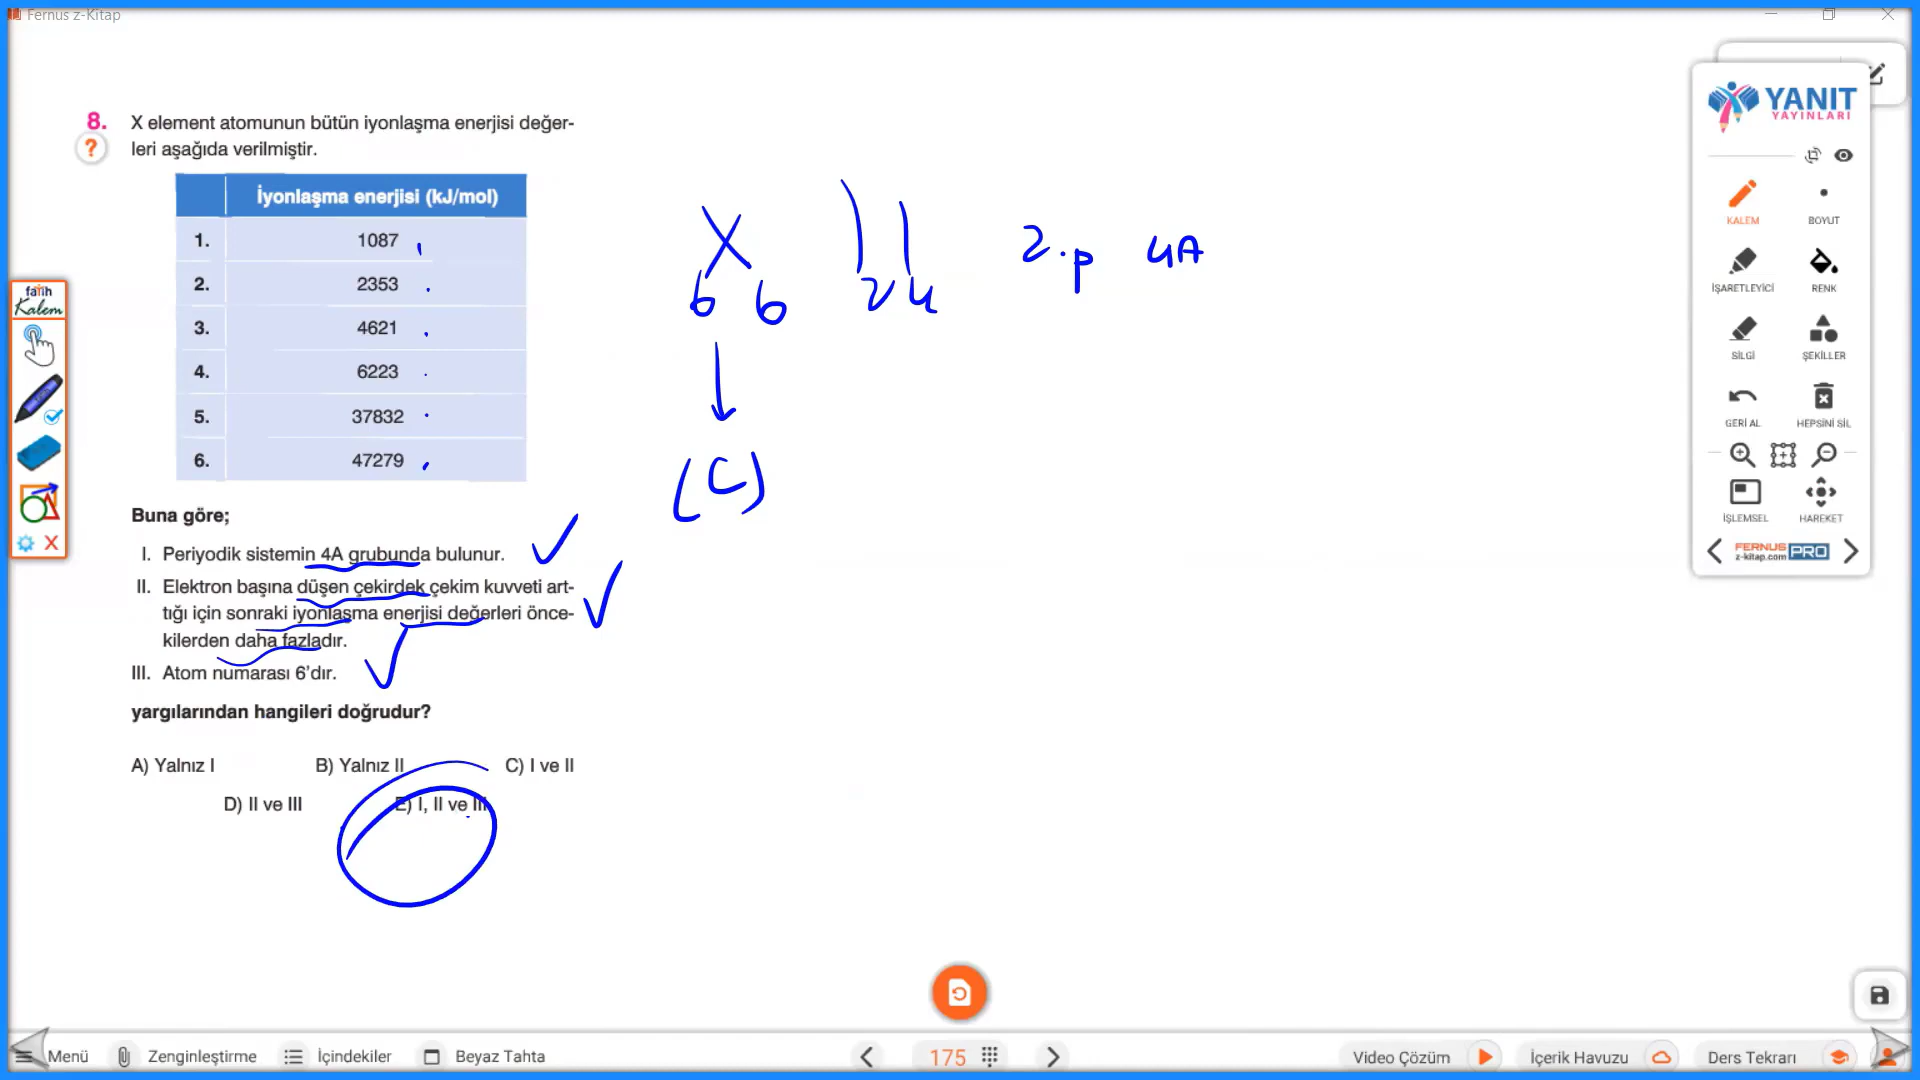 Fernus z-Kitap
8. X element atomunun bütün iyonlaşma enerjisi değer-
? leri aşağıda verilmiştir.
İyonlaşma enerjisi (kJ/mol)
1. 1087
2. 2353
3. 4621
4. 6223
5. 37832
6. 47279
Buna göre;
I. Periyodik sistemin 4A grubunda bulunur.
II. Elektron başına düşen çekirdek çekim kuvveti art-
tığı için sonraki iyonlaşma enerjisi değerleri önce-
kilerden daha fazladır.
III. Atom numarası 6'dır.
yargılarından hangileri doğrudur?
A) Yalnız I B) Yalnız II C) I ve II
D) II ve III E) I, II ve III
X
6 6 2 4 2.p 4A
(C)
fatih
Kalem
YANIT
YAYINLARI
KALEM BOYUT
İŞARETLEYİCİ RENK
SİLGİ ŞEKİLLER
GERİ AL HEPSİNİ SİL
İŞLEMSEL HAREKET
FERNUS PRO
z-kitap.com
Menü Zenginleştirme İçindekiler Beyaz Tahta 175 Video Çözüm İçerik Havuzu Ders Tekrarı